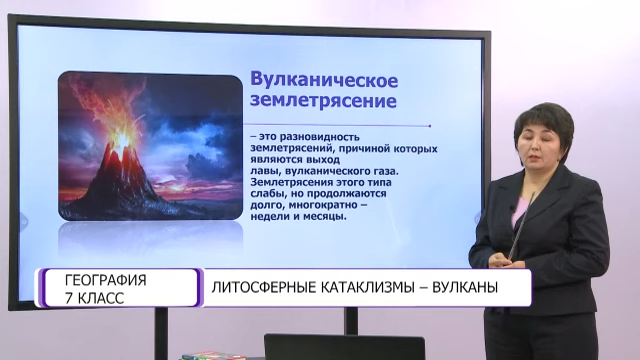 Вулканическое
землетрясение
– это разновидность
землетрясений, причиной которых
являются выход
лавы, вулканического газа.
Землетрясения этого типа
слабы, но продолжаются
долго, многократно –
недели и месяцы.
ГЕОГРАФИЯ
7 КЛАСС
ЛИТОСФЕРНЫЕ КАТАКЛИЗМЫ – ВУЛКАНЫ